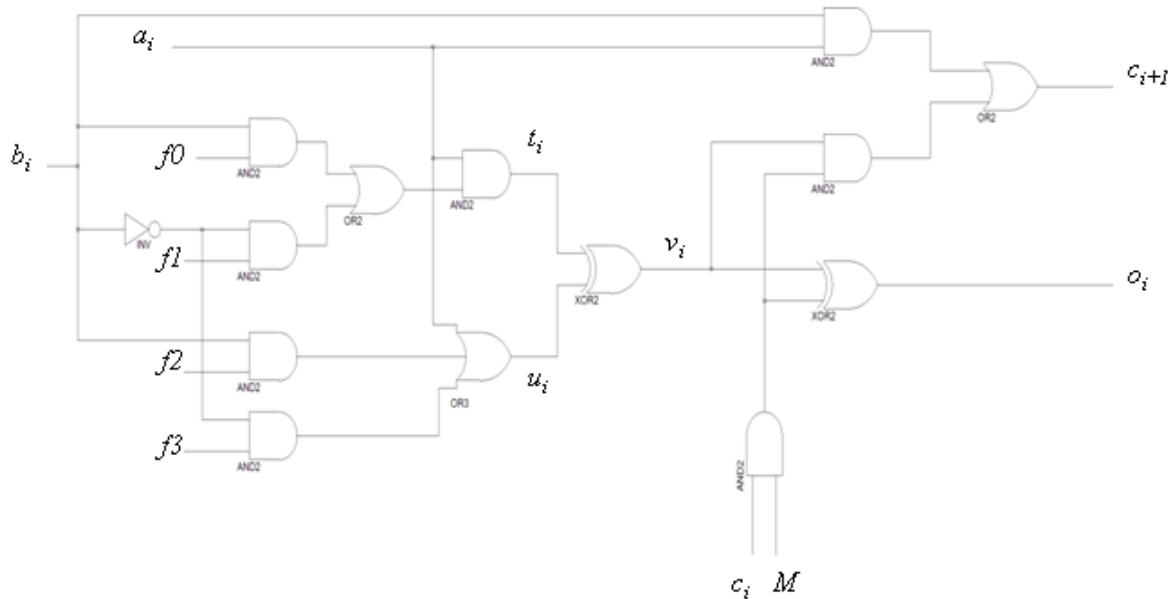 a_i
AND2
c_{i+1}
OR2
b_i
f0
AND2
t_i
AND2
OR2
AND2
INV
f1
AND2
v_i
XOR2
o_i
XOR2
f2
AND2
u_i
OR3
f3
AND2
AND2
c_i M